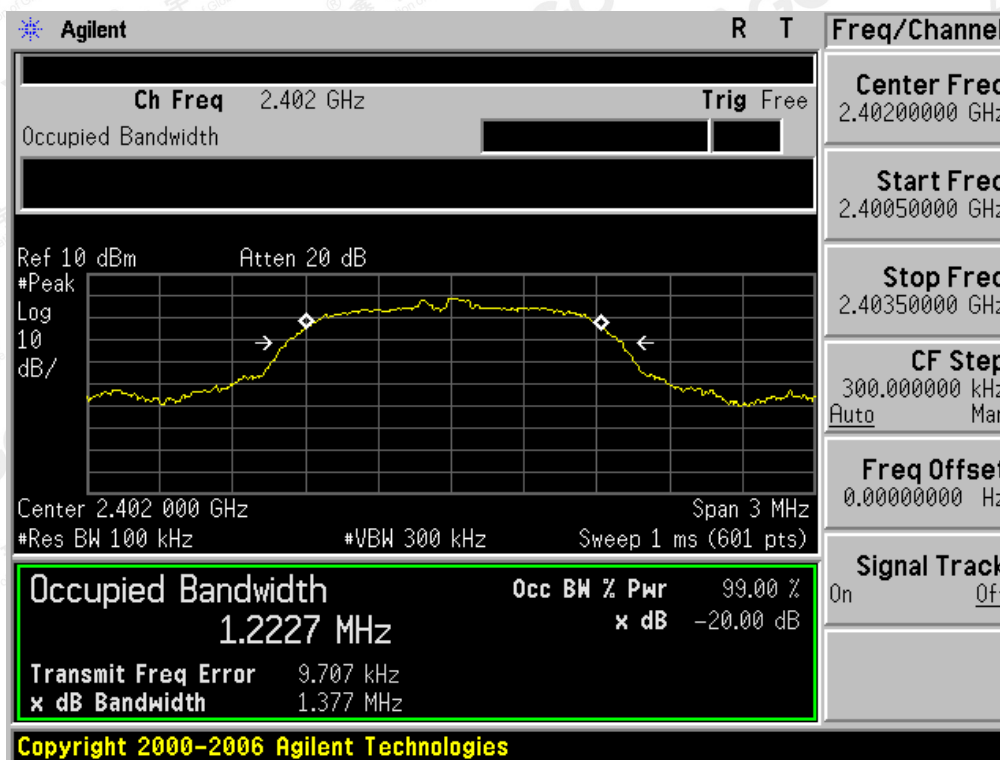 Agilent R T Freq/Channel
Ch Freq 2.402 GHz Trig Free
Occupied Bandwidth
Center Freq
2.40200000 GHz
Start Freq
2.40050000 GHz
Stop Freq
2.40350000 GHz
CF Step
300.000000 kHz
Auto Man
Freq Offset
0.00000000 Hz
Signal Track
On Off
Ref 10 dBm Atten 20 dB
#Peak
Log
10
dB/
Center 2.402 000 GHz Span 3 MHz
#Res BW 100 kHz #VBW 300 kHz Sweep 1 ms (601 pts)
Occupied Bandwidth Occ BW % Pwr 99.00 %
1.2227 MHz x dB -20.00 dB
Transmit Freq Error 9.707 kHz
x dB Bandwidth 1.377 MHz
Copyright 2000-2006 Agilent Technologies